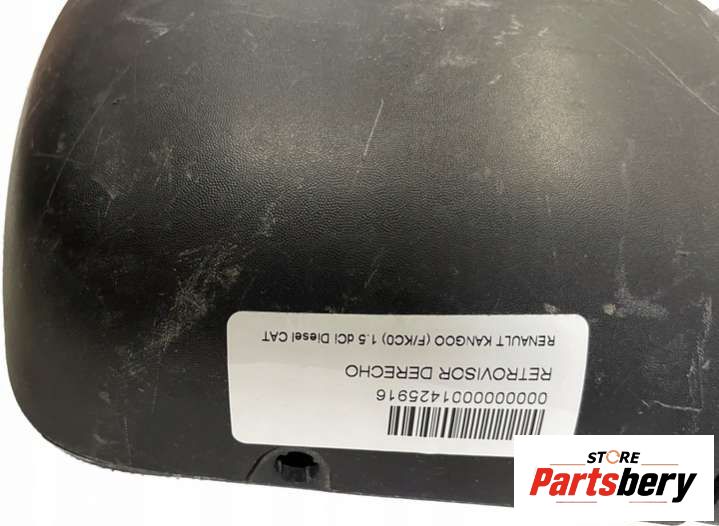 0000000001425916
RETROVISOR DERECHO
RENAULT KANGOO (F/KC0) 1.5 dCi Diesel CAT
STORE
Partsbery